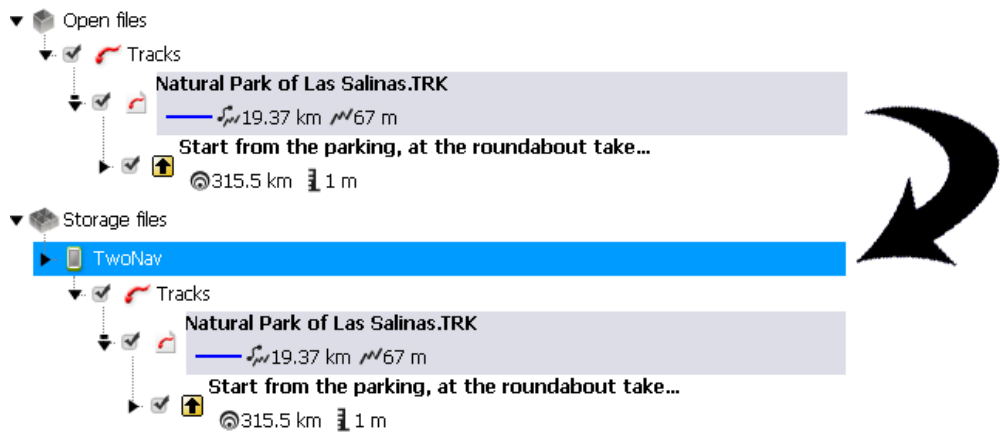 Open files
Tracks
Natural Park of Las Salinas.TRK
19.37 km 67 m
Start from the parking, at the roundabout take...
315.5 km 1 m
Storage files
TwoNav
Tracks
Natural Park of Las Salinas.TRK
19.37 km 67 m
Start from the parking, at the roundabout take...
315.5 km 1 m